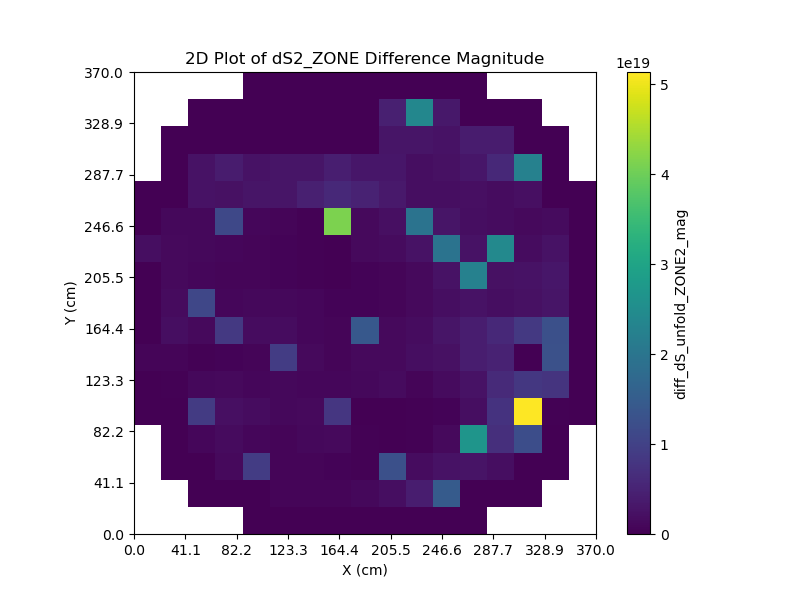 2D Plot of dS2_ZONE Difference Magnitude
1e19
370.0
328.9
287.7
246.6
205.5
164.4
123.3
82.2
41.1
0.0
Y (cm)
0.0 41.1 82.2 123.3 164.4 205.5 246.6 287.7 328.9 370.0
X (cm)
5
4
3
2
1
0
diff_dS_unfold_ZONE2_mag